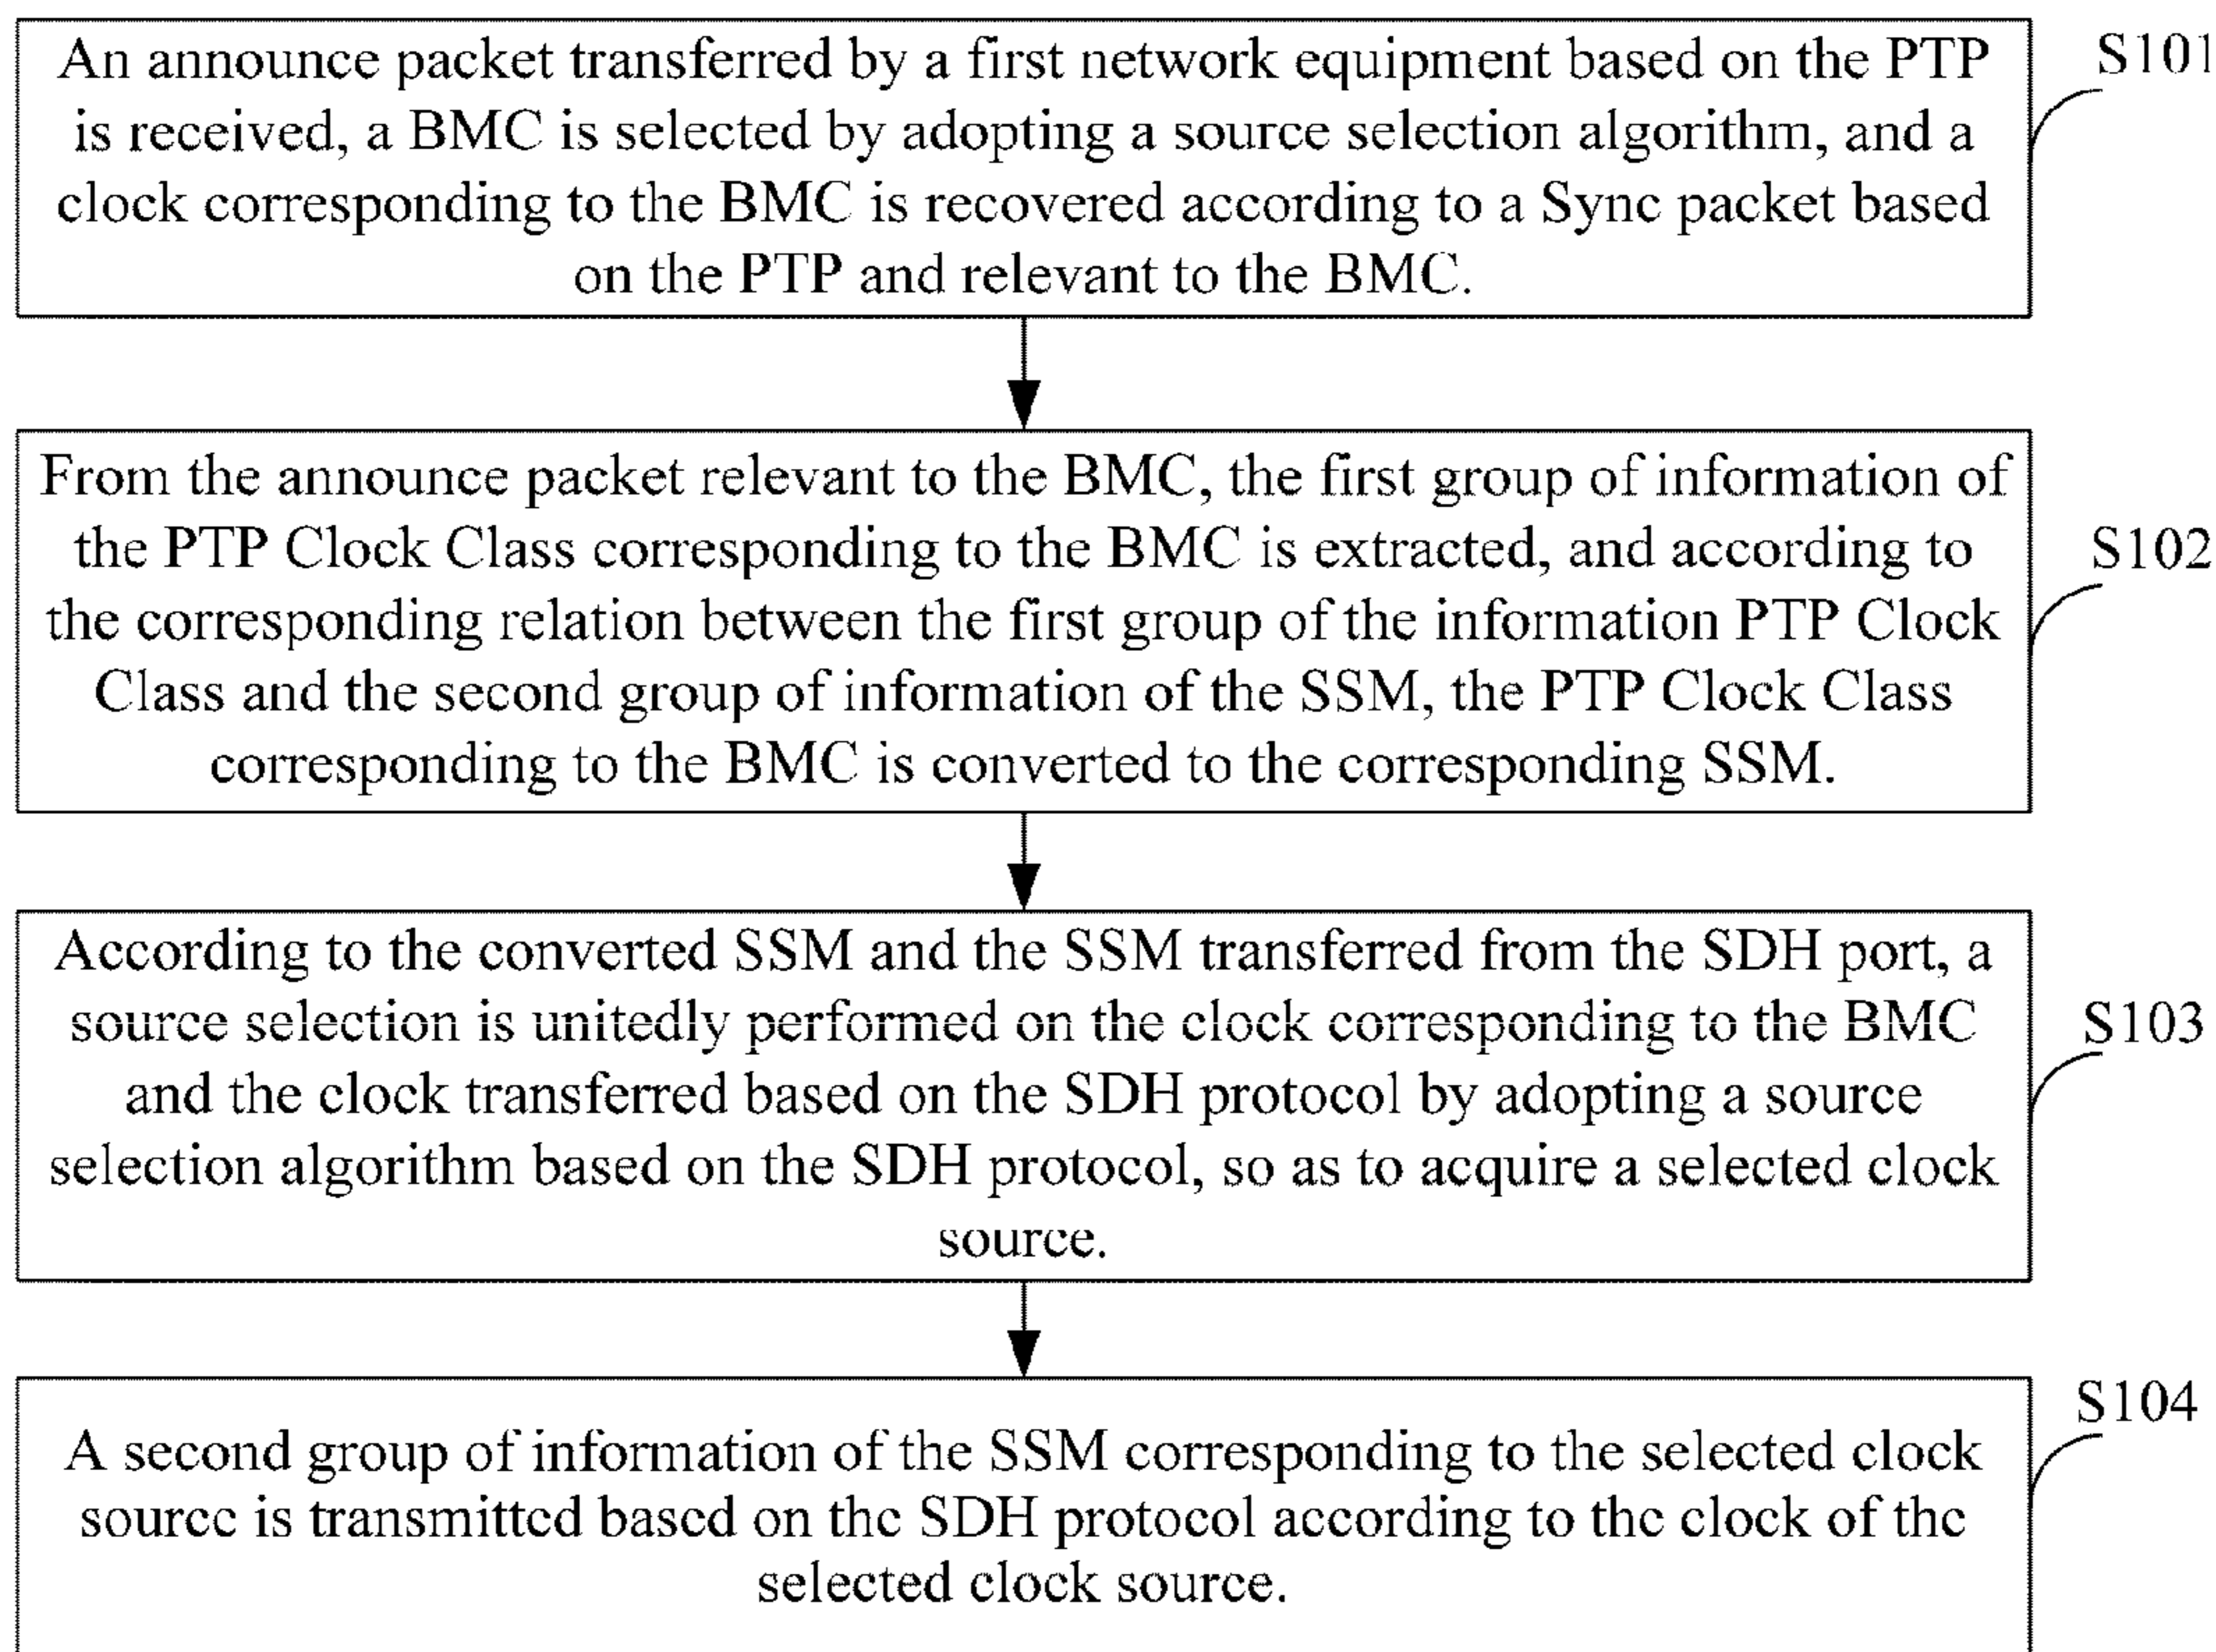 An announce packet transferred by a first network equipment based on the PTP
is received, a BMC is selected by adopting a source selection algorithm, and a
clock corresponding to the BMC is recovered according to a Sync packet based
on the PTP and relevant to the BMC.
S101
From the announce packet relevant to the BMC, the first group of information of
the PTP Clock Class corresponding to the BMC is extracted, and according to
the corresponding relation between the first group of the information PTP Clock
Class and the second group of information of the SSM, the PTP Clock Class
corresponding to the BMC is converted to the corresponding SSM.
S102
According to the converted SSM and the SSM transferred from the SDH port, a
source selection is unitedly performed on the clock corresponding to the BMC
and the clock transferred based on the SDH protocol by adopting a source
selection algorithm based on the SDH protocol, so as to acquire a selected clock
source.
S103
A second group of information of the SSM corresponding to the selected clock
source is transmitted based on the SDH protocol according to the clock of the
selected clock source.
S104